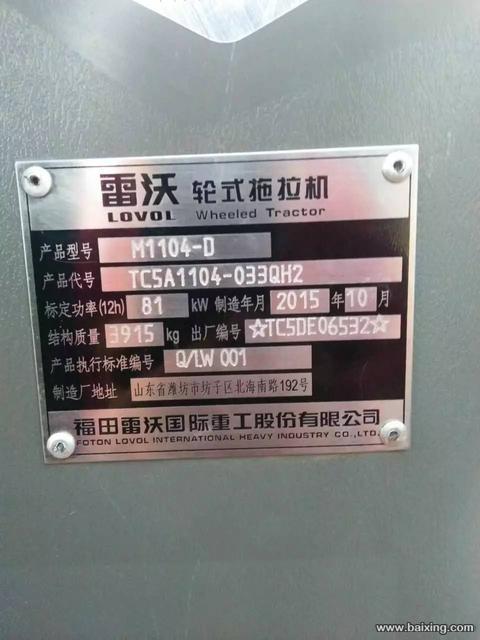 雷沃 轮式拖拉机
LOVOL Wheeled Tractor
产品型号 M1104-D
产品代号 TC5A1104-033QH2
标定功率(12h) 81 kW 制造年月 2015 年 10 月
结构质量 3915 kg 出厂编号 ☆TC5DE06532☆
产品执行标准编号 Q/LW 001
制造厂地址 山东省潍坊市坊子区北海南路192号
福田雷沃国际重工股份有限公司
FOTON LOVOL INTERNATIONAL HEAVY INDUSTRY CO.,LTD.
www.baixing.com